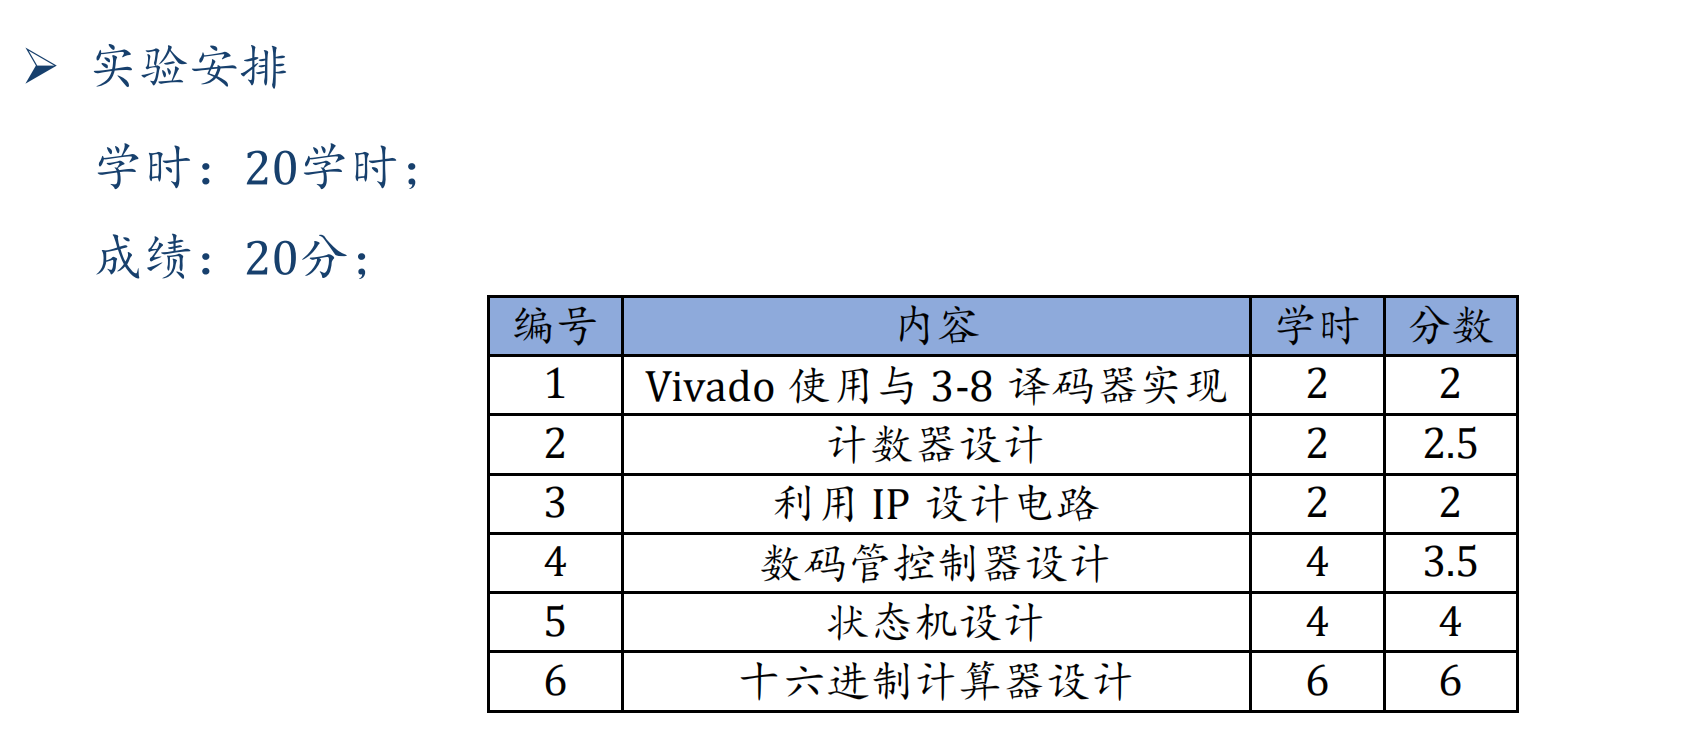 实验安排
学时：20学时；
成绩：20分；
编号 内容 学时 分数
1 Vivado 使用与 3-8 译码器实现 2 2
2 计数器设计 2 2.5
3 利用 IP 设计电路 2 2
4 数码管控制器设计 4 3.5
5 状态机设计 4 4
6 十六进制计算器设计 6 6